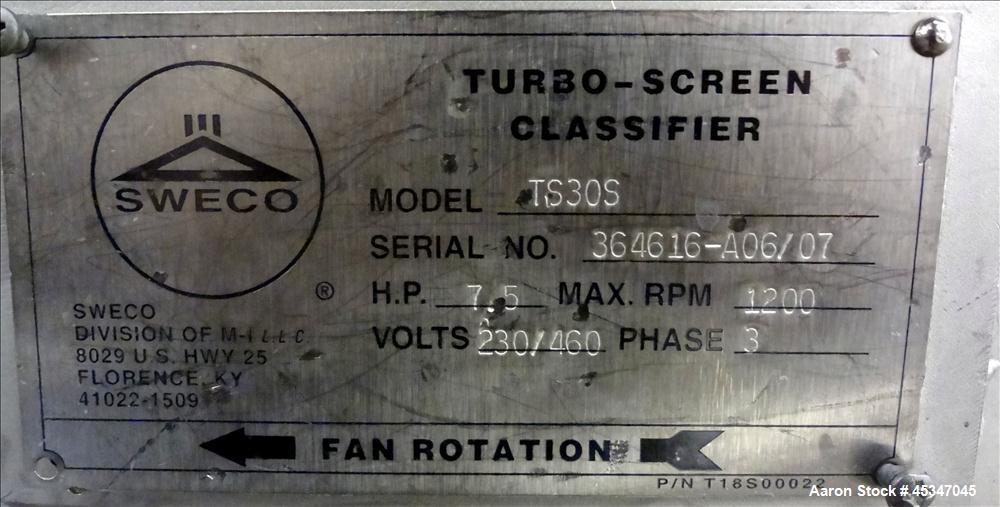 TURBO-SCREEN
CLASSIFIER
SWECO
®
MODEL TS30S
SERIAL NO. 364616-A06/07
H.P. 7.5 MAX. RPM 1200
VOLTS 230/460 PHASE 3
SWECO
DIVISION OF M-I L.L.C.
8029 U.S. HWY 25
FLORENCE, KY
41022-1509
FAN ROTATION
P/N T18S00022
Aaron Stock # 45347045